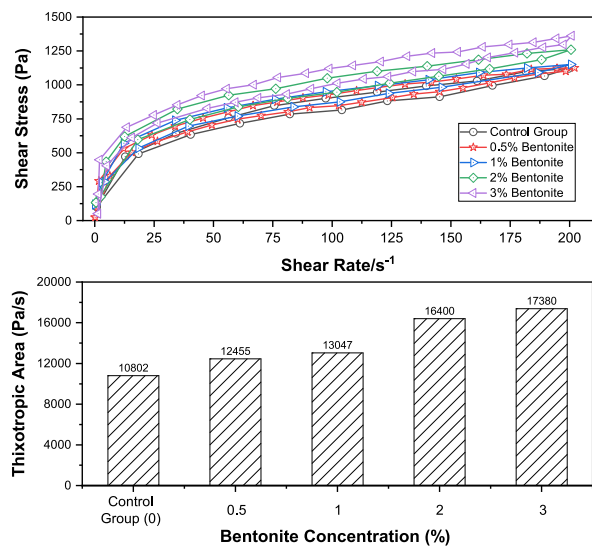 1500
1250
1000
750
500
250
0
Shear Stress (Pa)
Control Group
0.5% Bentonite
1% Bentonite
2% Bentonite
3% Bentonite
0 25 50 75 100 125 150 175 200
Shear Rate/s⁻¹
20000
16000
12000
8000
4000
0
Thixotropic Area (Pa/s)
10802
12455
13047
16400
17380
Control
Group (0)
0.5 1 2 3
Bentonite Concentration (%)